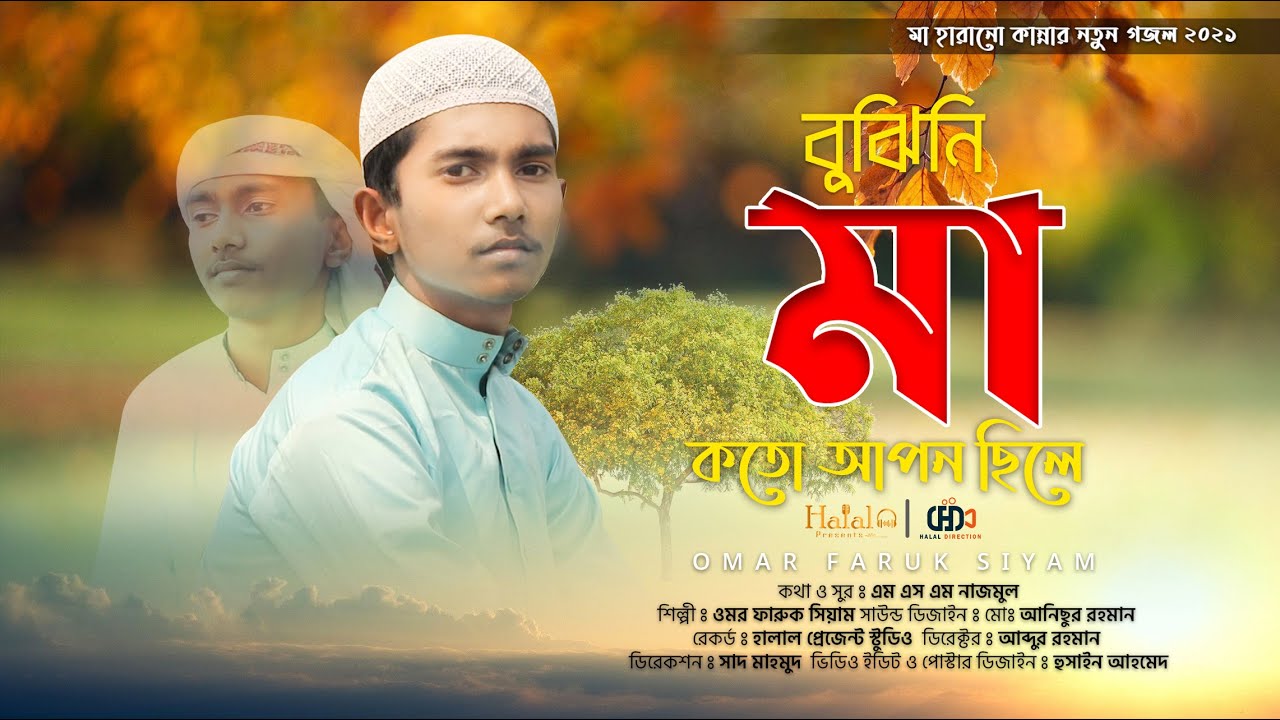 মা হারানো কান্নার নতুন গজল ২০২১
বুঝিনি
মা
কতো আপন ছিলে
Halal
Presents
HALAL DIRECTION
OMAR FARUK SIYAM
কথা ও সুর ঃ এম এস এম নাজমুল
শিল্পী ঃ ওমর ফারুক সিয়াম সাউন্ড ডিজাইন ঃ মোঃ আনিছুর রহমান
রেকর্ড ঃ হালাল প্রেজেন্ট স্টুডিও ডিরেক্টর ঃ আব্দুর রহমান
ডিরেকশন ঃ সাদ মাহমুদ ভিডিও ইডিট ও পোস্টার ডিজাইন ঃ হুসাইন আহমেদ